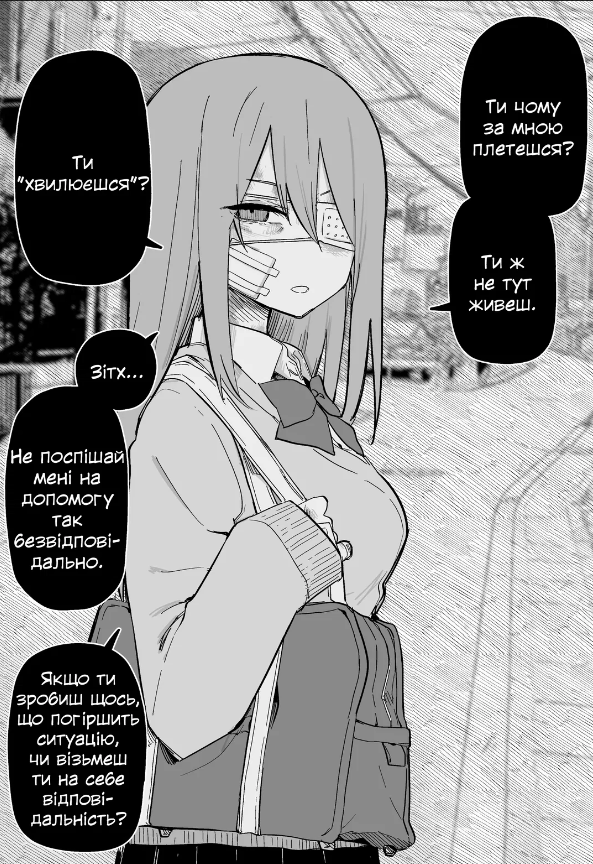 Ти чому
за мною
плетешся?
Ти ж
не тут
живеш.
Ти
"хвилюєшся"?
Зітх...
Не поспішай
мені на
допомогу
так
безвідпові-
дально.
Якщо ти
зробиш щось,
що погіршить
ситуацію,
чи візьмеш
ти на себе
відпові-
дальність?